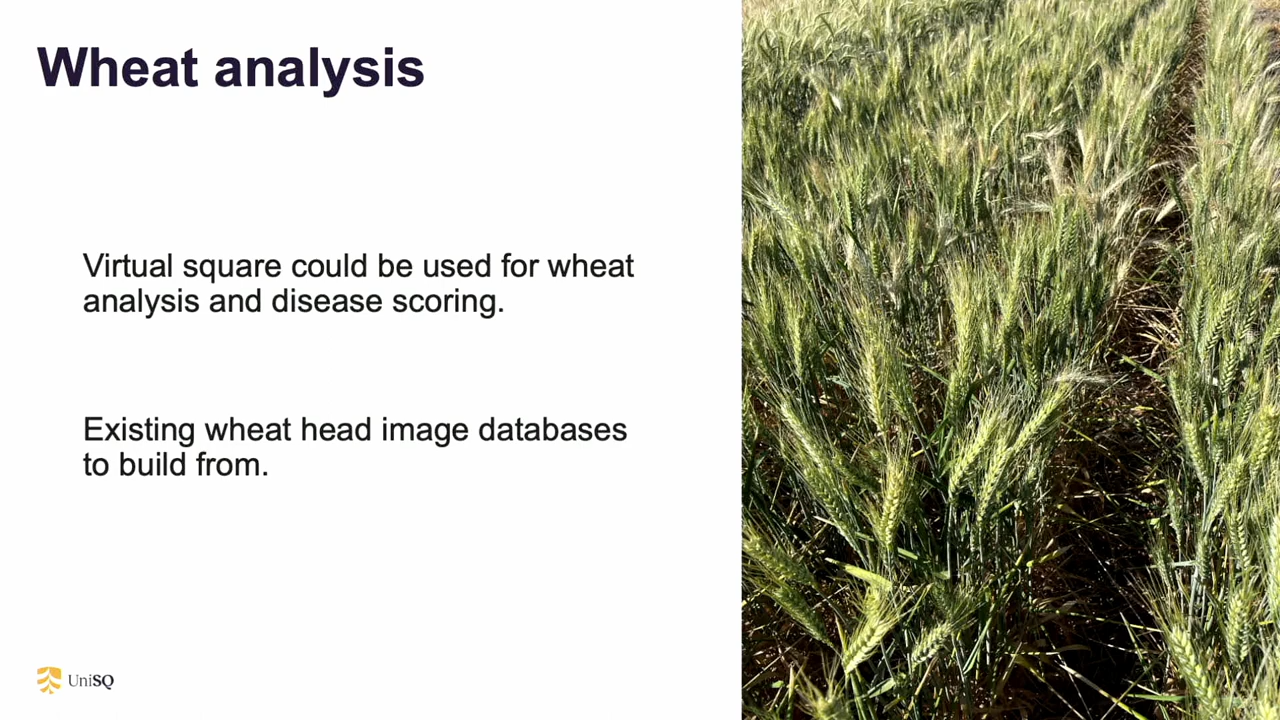 Wheat analysis
Virtual square could be used for wheat
analysis and disease scoring.
Existing wheat head image databases
to build from.
UniSQ